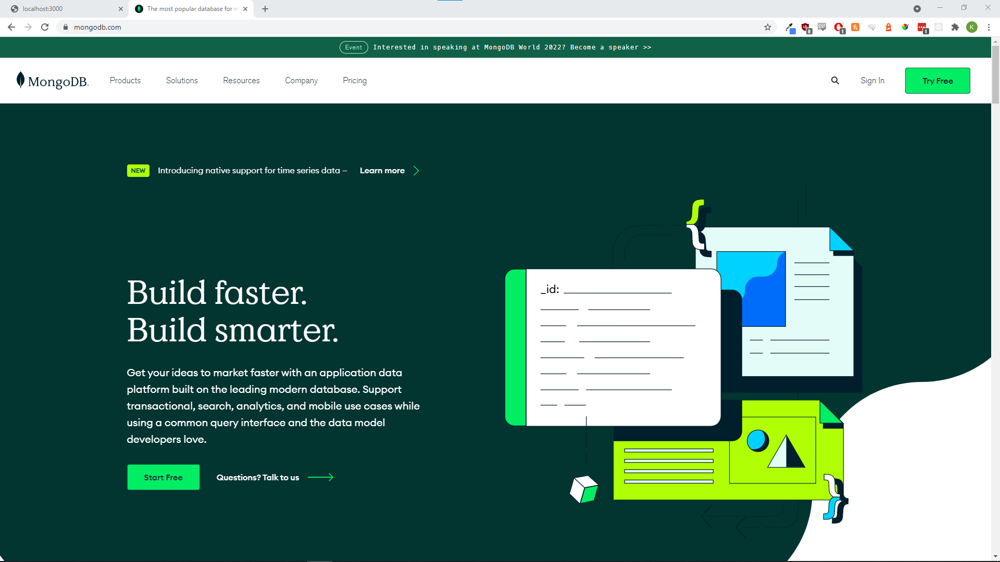 localhost:3000
The most popular database for m
mongodb.com
8
CSS
1
1
K
Event Interested in speaking at MongoDB World 2022? Become a speaker >>
MongoDB.
Products
Solutions
Resources
Company
Pricing
Sign In
Try Free
NEW Introducing native support for time series data – Learn more
Build faster.
Build smarter.
Get your ideas to market faster with an application data
platform built on the leading modern database. Support
transactional, search, analytics, and mobile use cases while
using a common query interface and the data model
developers love.
Start Free
Questions? Talk to us
_id: